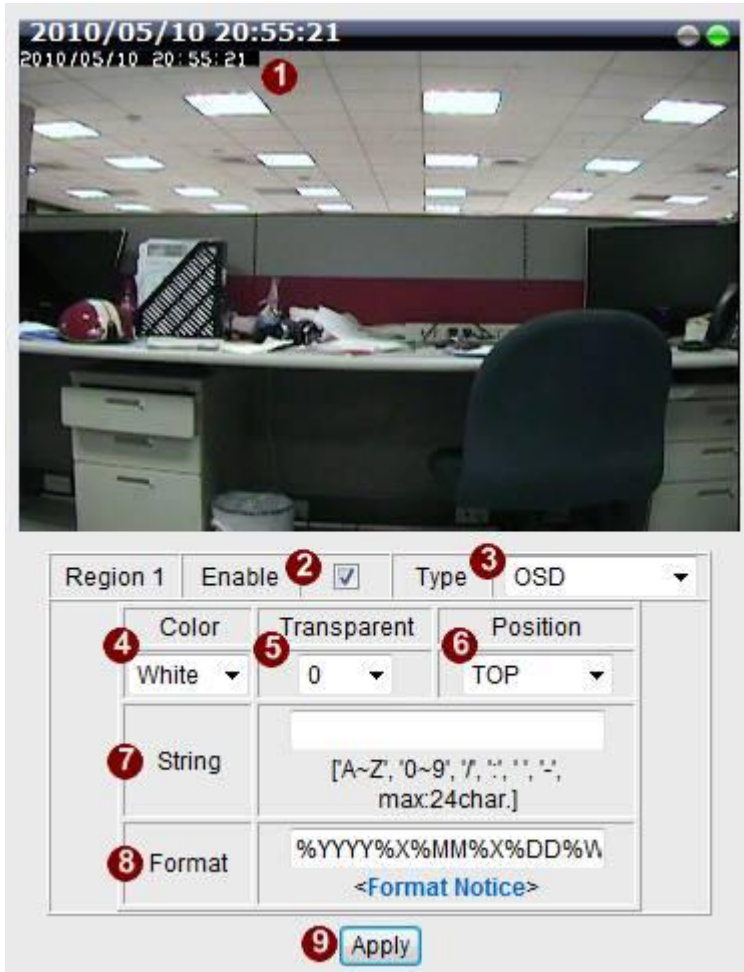 2010/05/10 20:55:21
2010/05/10 20:55:21
1
Region 1 Enable 2 Type 3 OSD
Color Transparent Position
4 White 5 0 6 TOP
7 String
['A~Z', '0~9', '/', ':', ' ', '-',
max:24char.]
8 Format %YYYY%X%MM%X%DD%W
<Format Notice>
9 Apply